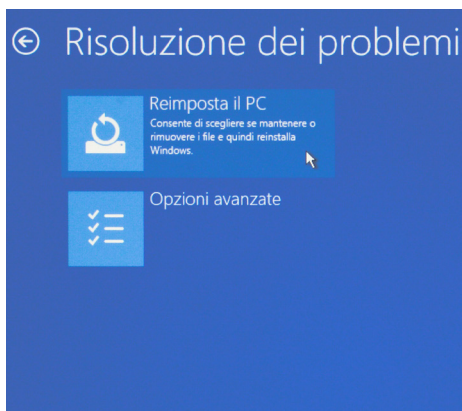 Risoluzione dei problemi
Reimposta il PC
Consente di scegliere se mantenere o
rimuovere i file e quindi reinstalla
Windows.
Opzioni avanzate